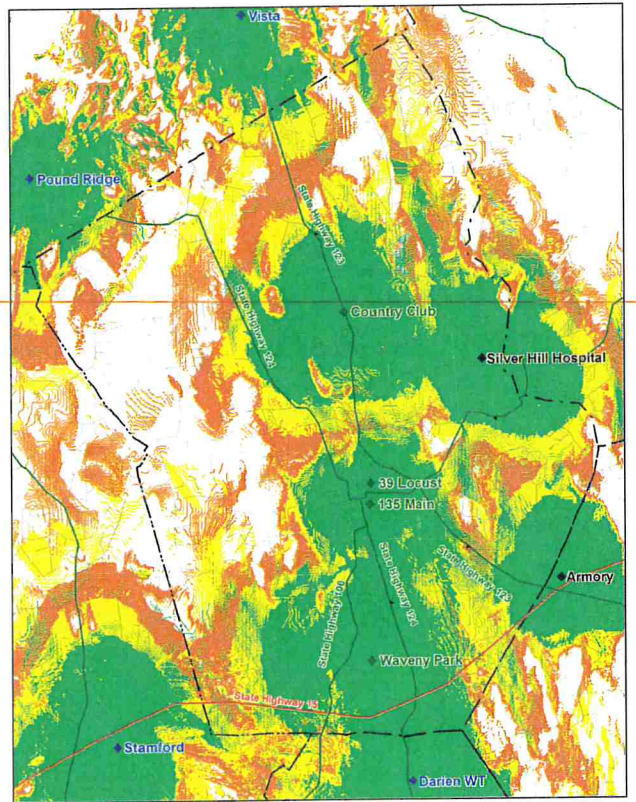 Vista
Pound Ridge
State Highway 123
Country Club
State Highway 124
Silver Hill Hospital
39 Locust
135 Main
State Highway 123
Armory
State Highway 124
State Highway 106
Waveny Park
State Highway 15
Stamford
Darien WT